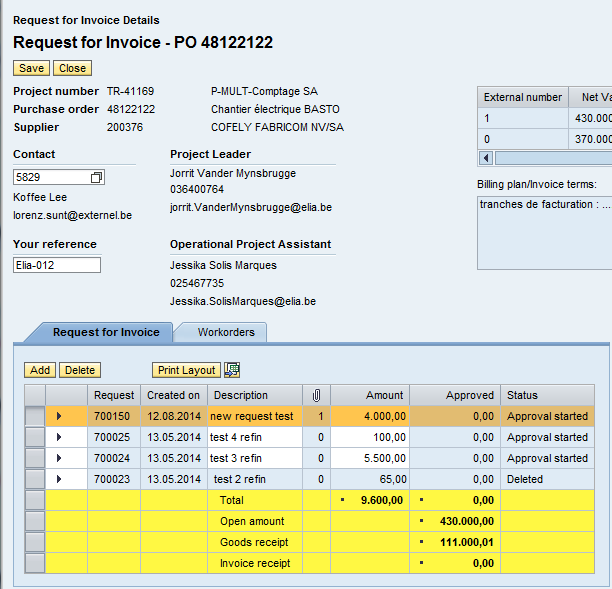 Request for Invoice Details
Request for Invoice - PO 48122122
Save Close
Project number TR-41169 P-MULT-Comptage SA
Purchase order 48122122 Chantier électrique BASTO
Supplier 200376 COFELY FABRICOM NV/SA
External number Net Va
1 430.000
0 370.000
Contact Project Leader
5829 Jorrit Vander Mynsbrugge
Koffee Lee 036400764
lorenz.sunt@externel.be jorrit.VanderMynsbrugge@elia.be
Billing plan/Invoice terms:
tranches de facturation : ...
Your reference Operational Project Assistant
Elia-012 Jessika Solis Marques
025467735
Jessika.SolisMarques@elia.be
Request for Invoice Workorders
Add Delete Print Layout
Request Created on Description Amount Approved Status
700150 12.08.2014 new request test 1 4.000,00 0,00 Approval started
700025 13.05.2014 test 4 refin 0 100,00 0,00 Approval started
700024 13.05.2014 test 3 refin 0 5.500,00 0,00 Approval started
700023 13.05.2014 test 2 refin 0 65,00 0,00 Deleted
Total ▪ 9.600,00 ▪ 0,00
Open amount ▪ 430.000,00
Goods receipt ▪ 111.000,01
Invoice receipt ▪ 0,00